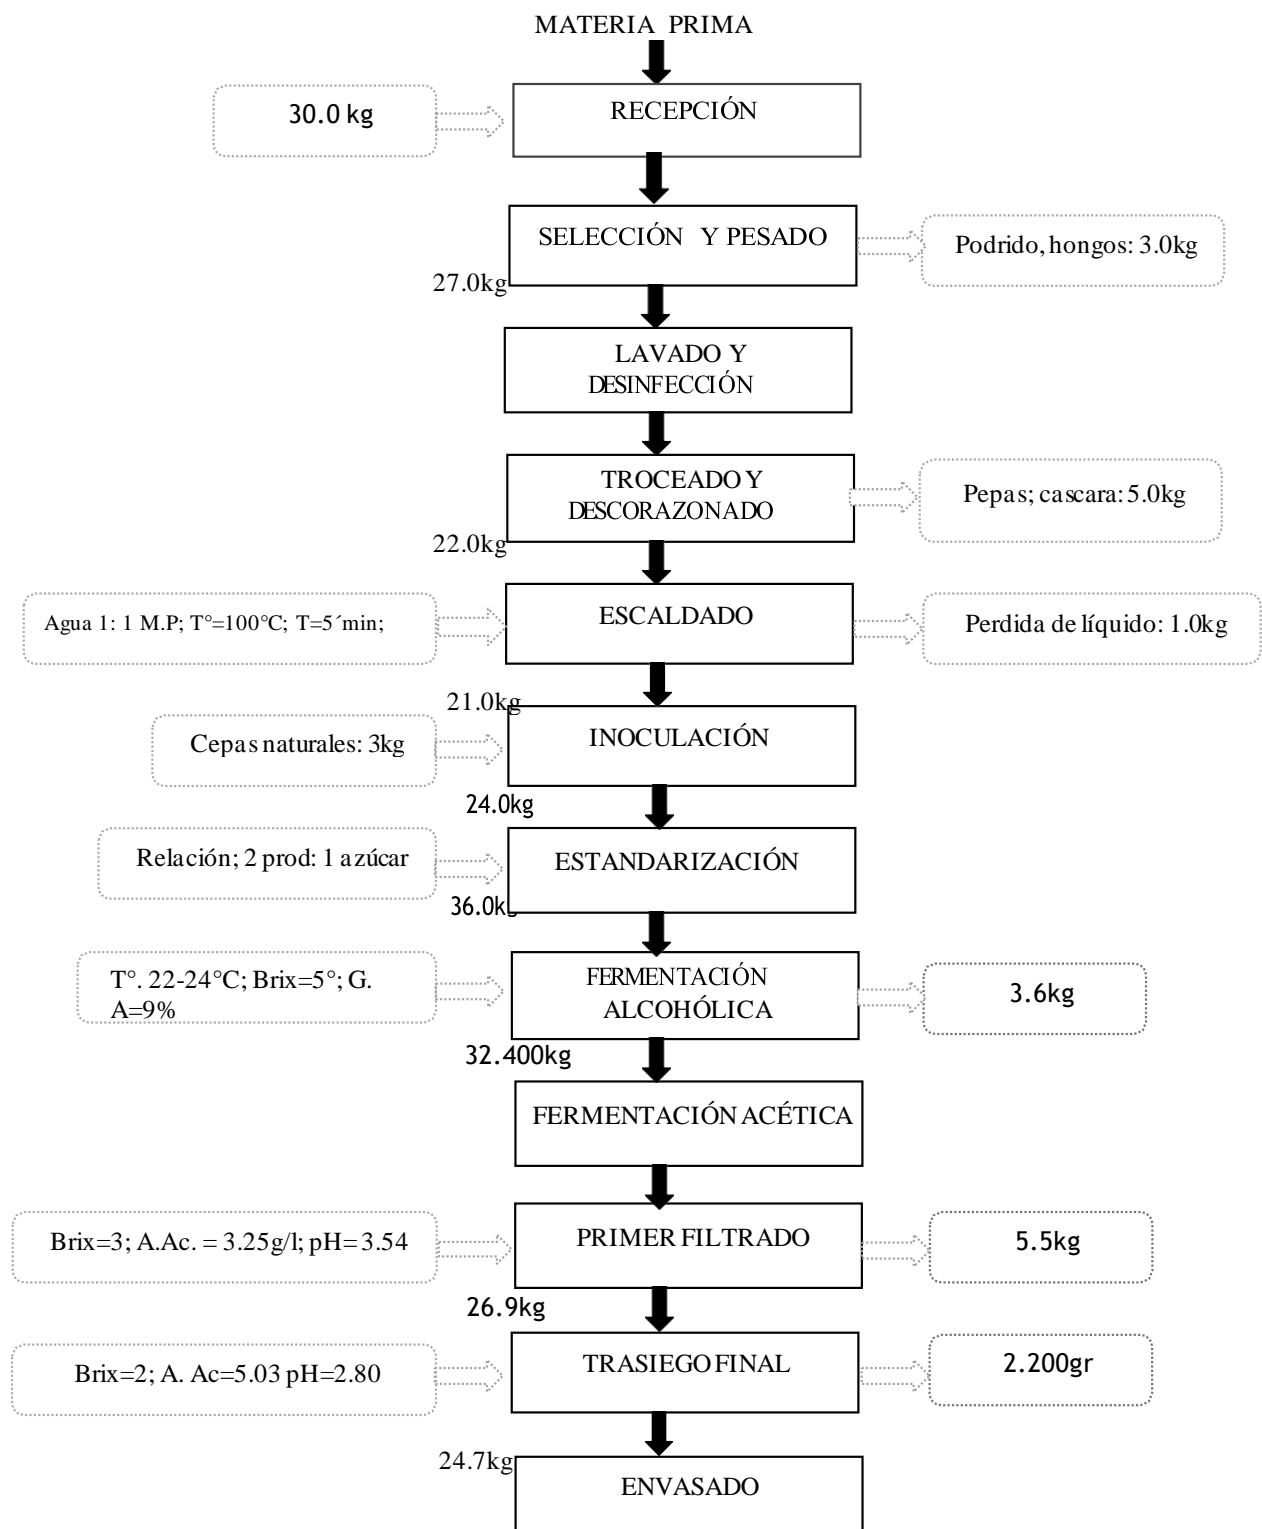 MATERIA PRIMA
30.0 kg
RECEPCIÓN
SELECCIÓN Y PESADO
Podrido, hongos: 3.0kg
27.0kg
LAVADO Y
DESINFECCIÓN
TROCEADO Y
DESCORAZONADO
Pepas; cascara: 5.0kg
22.0kg
Agua 1: 1 M.P; T°=100°C; T=5´min;
ESCALDADO
Perdida de líquido: 1.0kg
21.0kg
Cepas naturales: 3kg
INOCULACIÓN
24.0kg
Relación; 2 prod: 1 azúcar
ESTANDARIZACIÓN
36.0kg
T°. 22-24°C; Brix=5°; G.
A=9%
FERMENTACIÓN
ALCOHÓLICA
3.6kg
32.400kg
FERMENTACIÓN ACÉTICA
Brix=3; A.Ac. = 3.25g/l; pH= 3.54
PRIMER FILTRADO
5.5kg
26.9kg
Brix=2; A. Ac=5.03 pH=2.80
TRASIEGO FINAL
2.200gr
24.7kg
ENVASADO